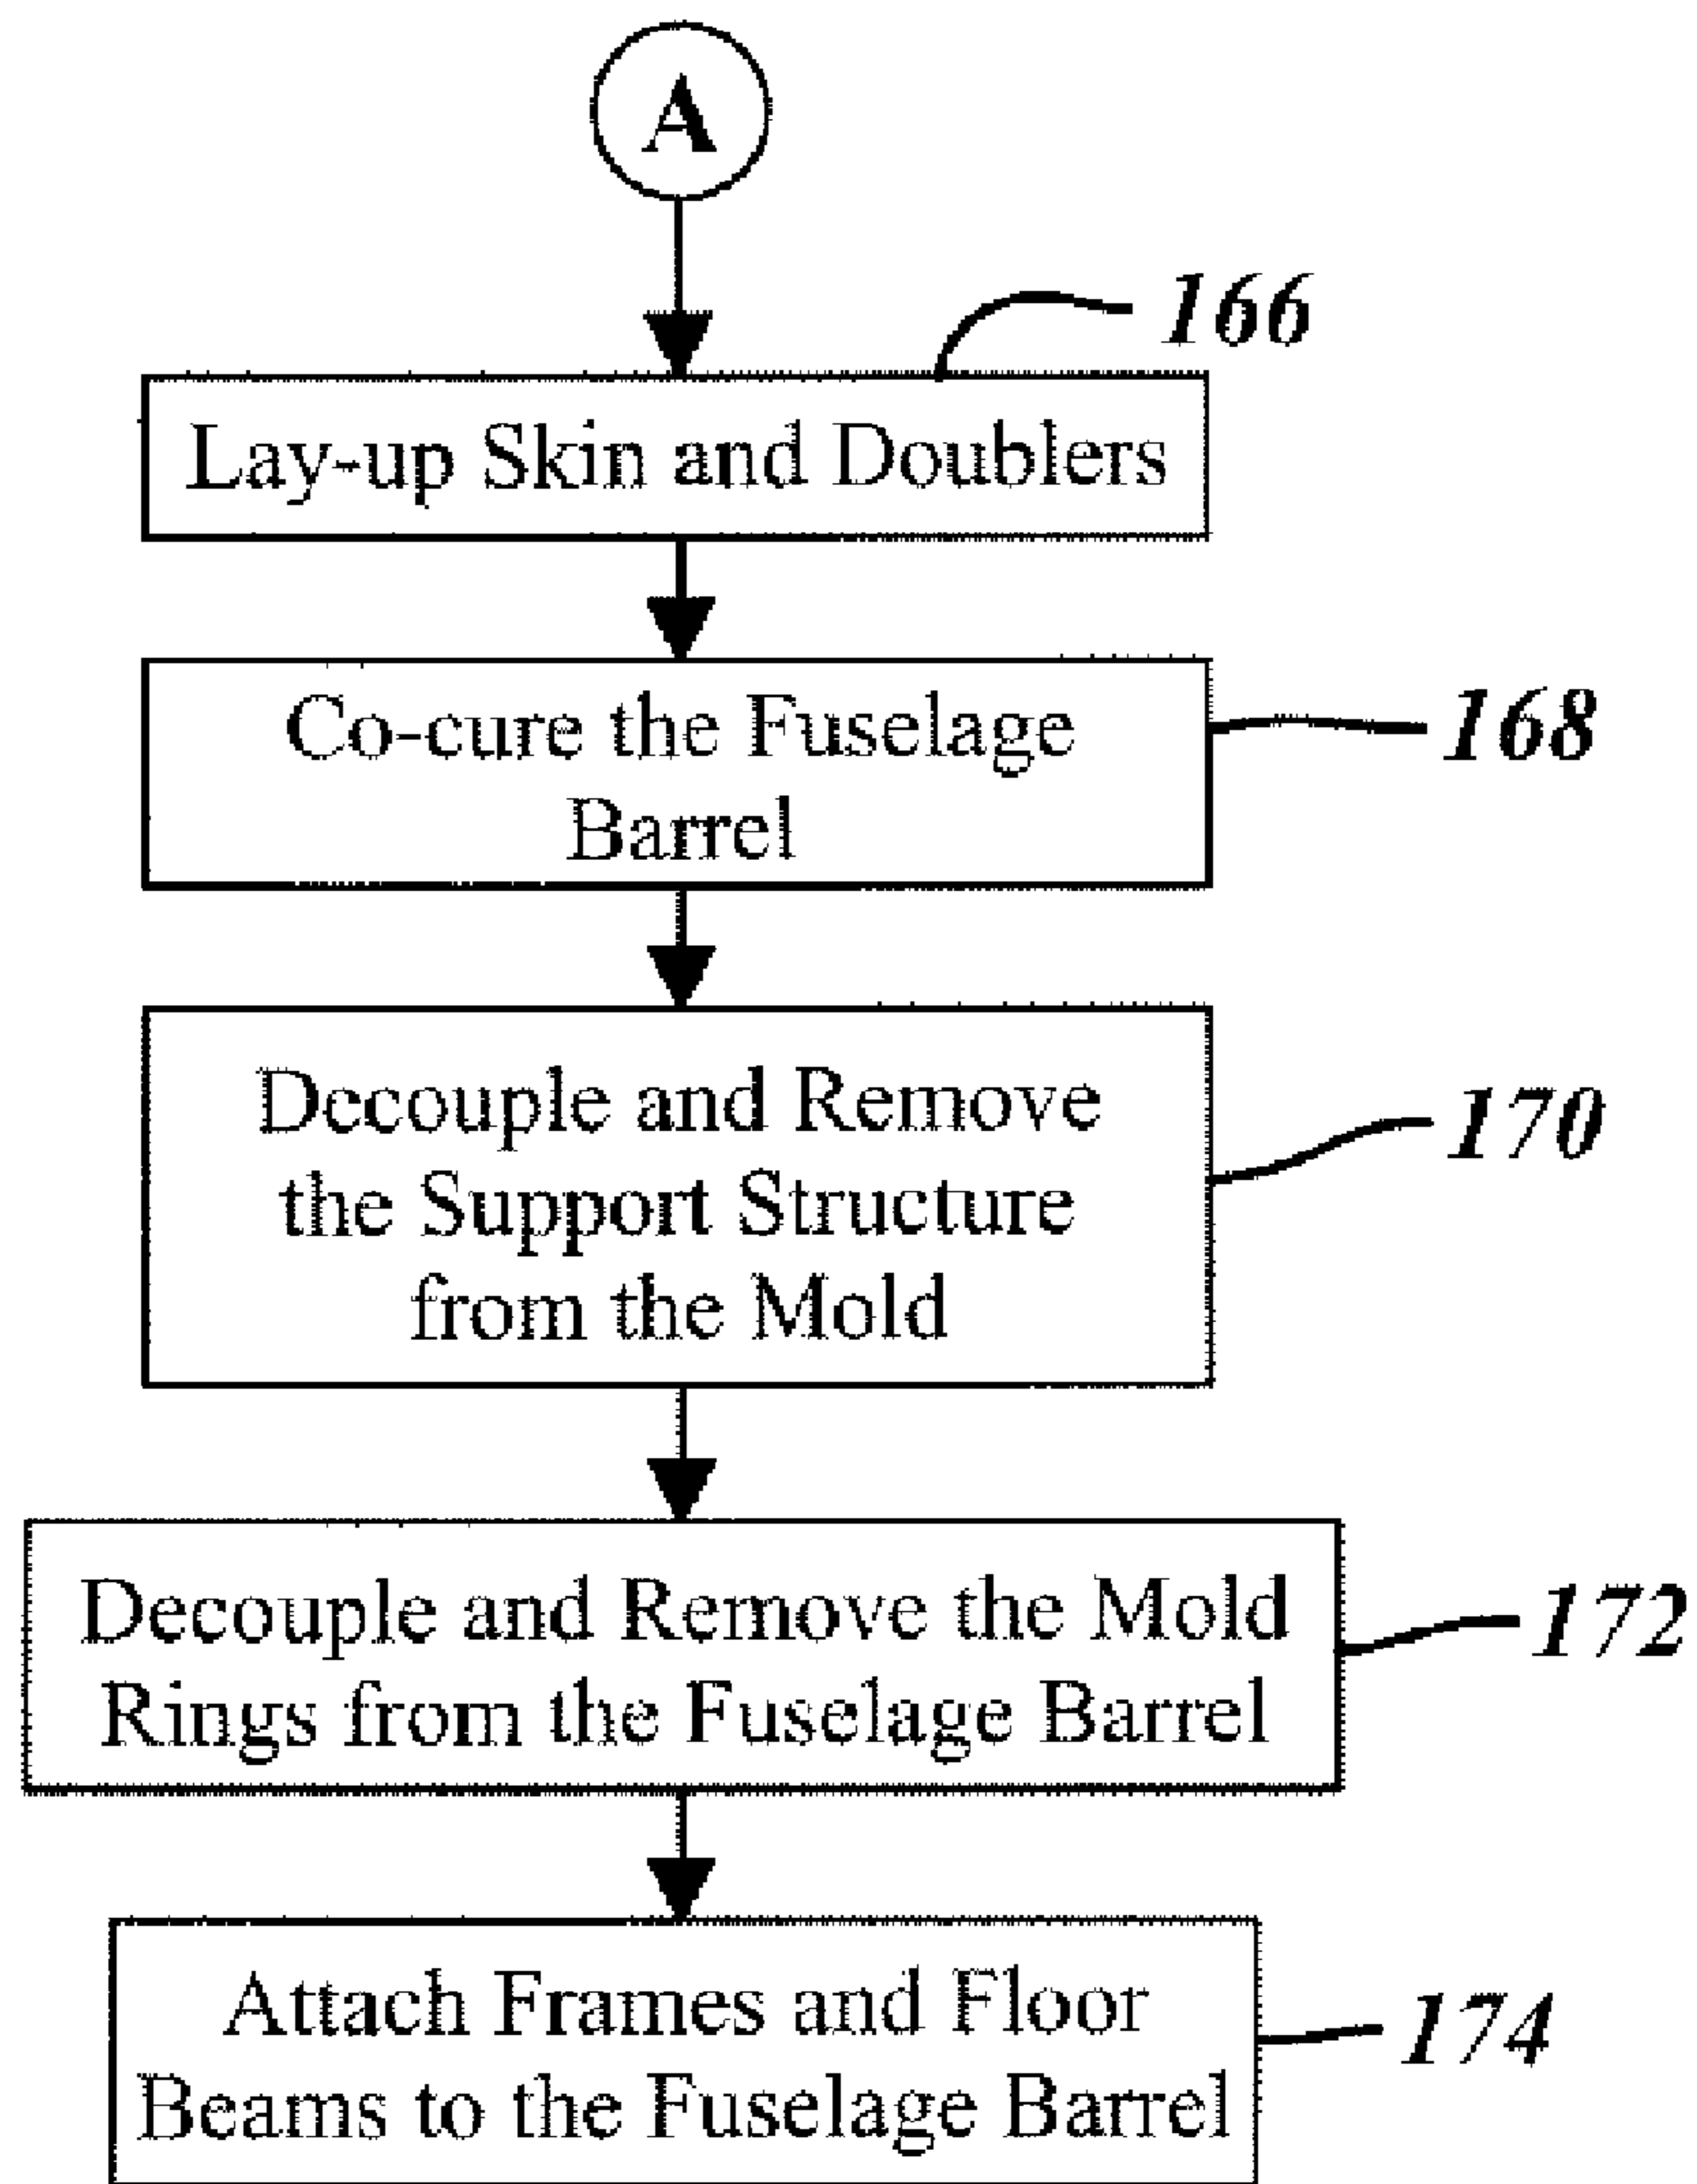 A
166
Lay-up Skin and Doublers
Co-cure the Fuselage
Barrel
168
Decouple and Remove
the Support Structure
from the Mold
170
Decouple and Remove the Mold
Rings from the Fuselage Barrel
172
Attach Frames and Floor
Beams to the Fuselage Barrel
174